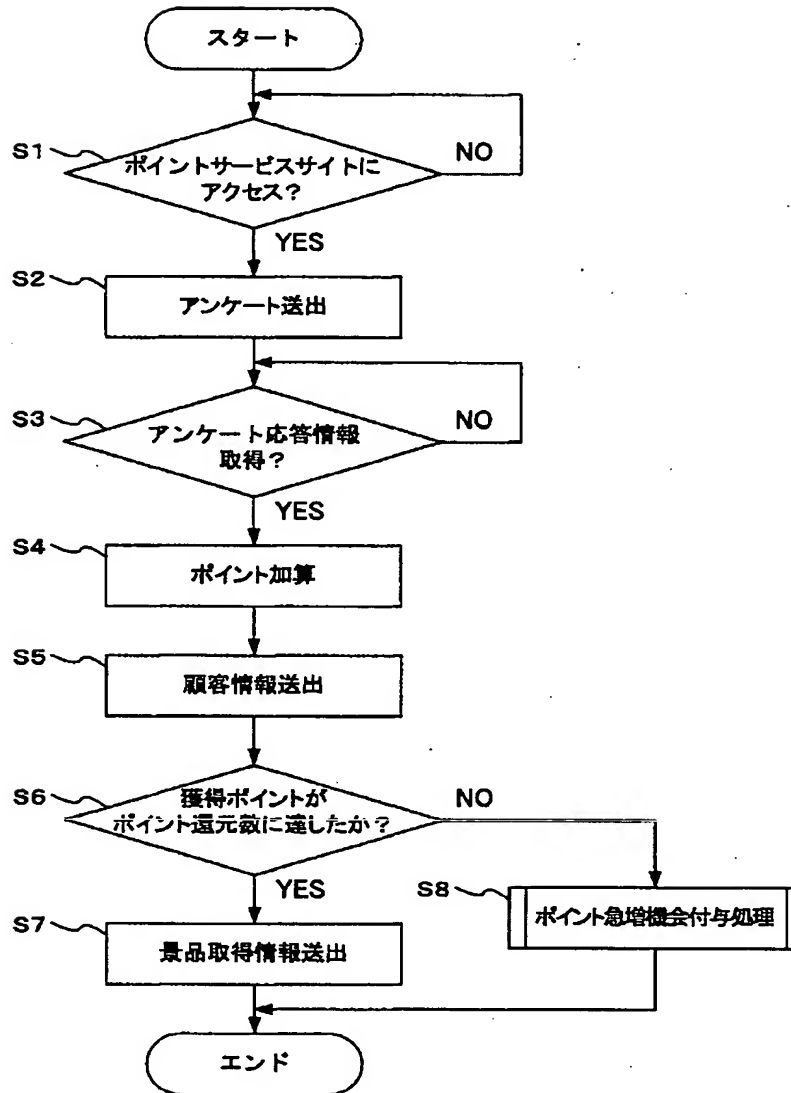 スタート
S1
ポイントサービスサイトに
アクセス?
NO
YES
S2
アンケート送出
S3
アンケート応答情報
取得?
NO
YES
S4
ポイント加算
S5
顧客情報送出
S6
獲得ポイントが
ポイント還元数に達したか?
NO
YES
S7
景品取得情報送出
S8
ポイント急増機会付与処理
エンド